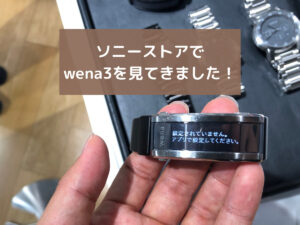 ソニーストアで
wena3を見てきました！
設定されていません。
アプリで設定してください。